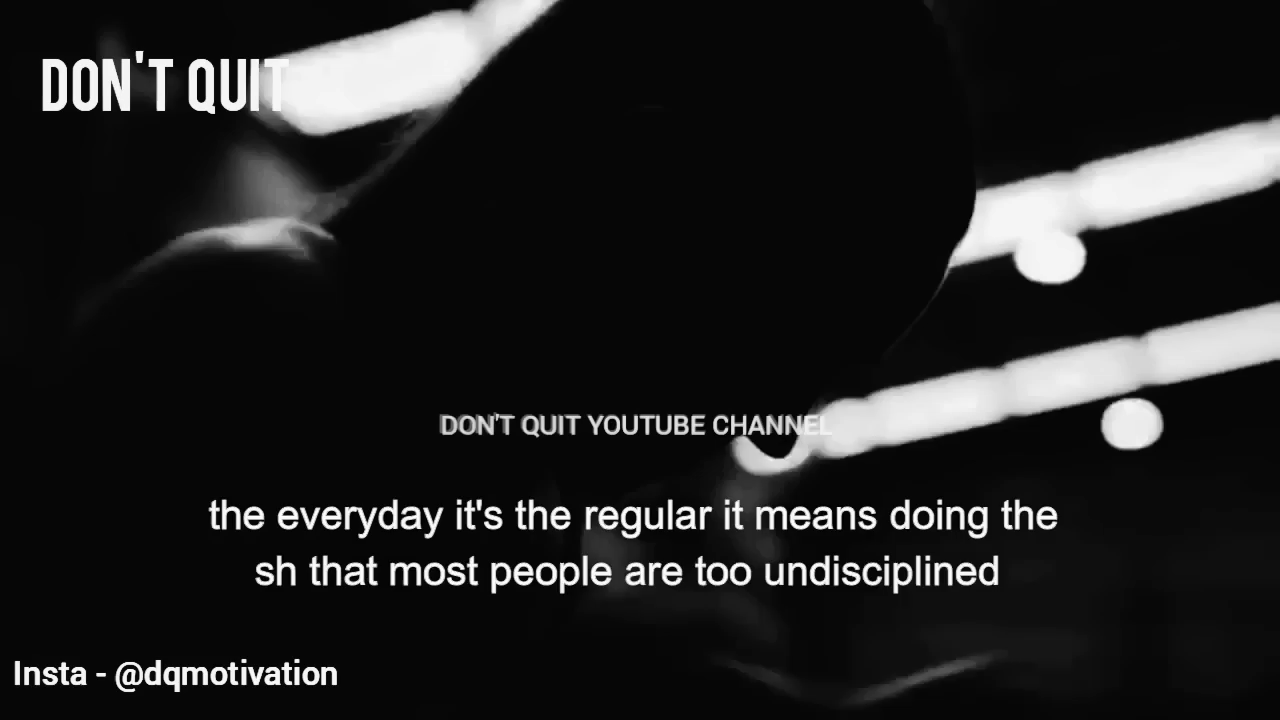 DON'T QUIT
DON'T QUIT YOUTUBE CHANNEL
the everyday it's the regular it means doing the
sh that most people are too undisciplined
Insta - @dqmotivation